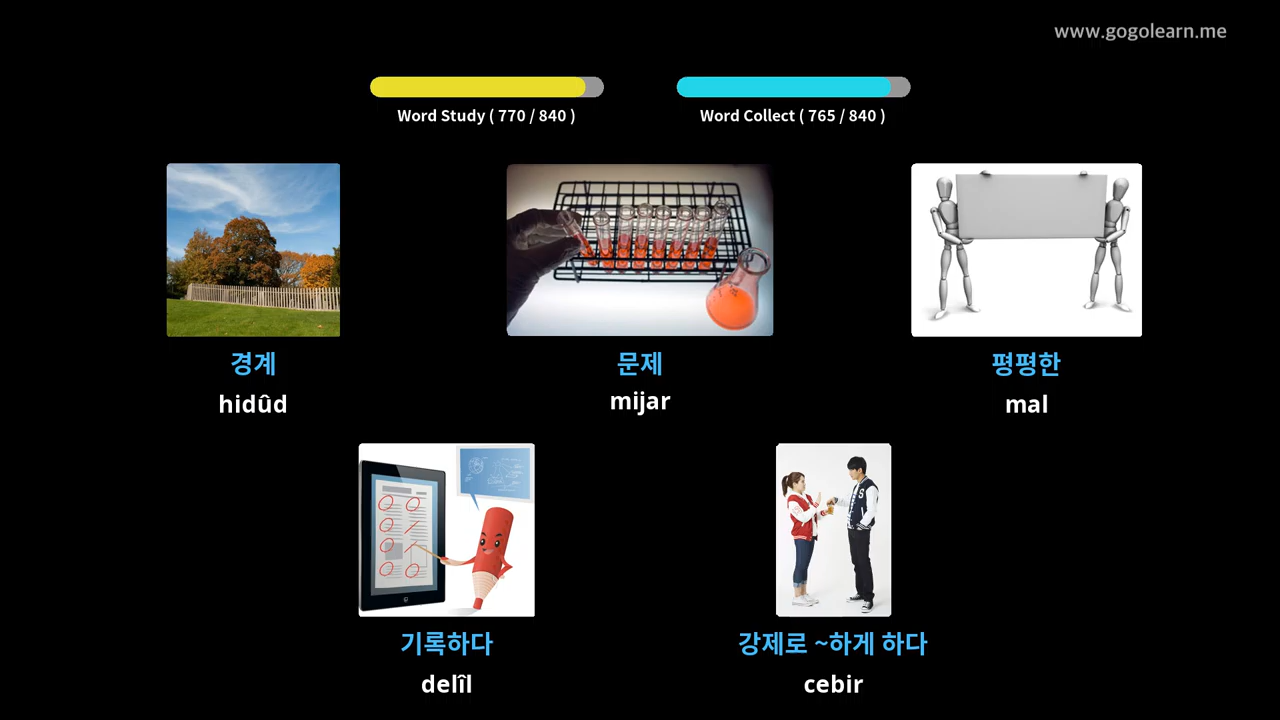 www.gogolearn.me
Word Study ( 770 / 840 )
Word Collect ( 765 / 840 )
경계
hidûd
문제
mijar
평평한
mal
기록하다
delîl
강제로 ~하게 하다
cebir